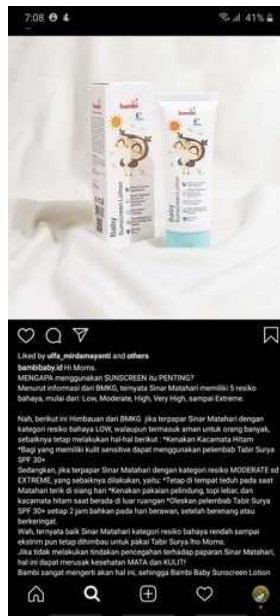 7:08
41%
bambi
Baby
Sunscreen Lotion
bambi
Baby
Sunscreen Lotion
Liked by ulfa_mirdamayanti and others
bambibaby.id Hi Moms.
MENGAPA menggunakan SUNSCREEN itu PENTING?
Menurut informasi dari BMKG, ternyata Sinar Matahari memiliki 5 resiko
bahaya, mulai dari: Low, Moderate, High, Very High, sampai Extreme.
Nah, berikut ini Himbauan dari BMKG jika terpapar Sinar Matahari dengan
kategori resiko bahaya LOW, walaupun termasuk aman untuk orang banyak,
sebaiknya tetap melakukan hal-hal berikut : *Kenakan Kacamata Hitam
*Bagi yang memiliki kulit sensitive dapat menggunakan pelembab Tabir Surya
SPF 30+
Sedangkan, jika terpapar Sinar Matahari dengan kategori resiko MODERATE sd
EXTREME, yang sebaiknya dilakukan, yaitu: *Tetap di tempat teduh pada saat
Matahari terik di siang hari *Kenakan pakaian pelindung, topi lebar, dan
kacamata hitam saat berada di luar ruangan *Oleskan pelembab Tabir Surya
SPF 30+ setiap 2 jam bahkan pada hari berawan, setelah berenang atau
berkeringat.
Wah, ternyata baik Sinar Matahari kategori resiko bahaya rendah sampai
ekstrim pun tetap dihimbau untuk pakai Tabir Surya lho Moms.
Jika tidak melakukan tindakan pencegahan terhadap paparan Sinar Matahari,
hal ini dapat merusak kesehatan MATA dan KULIT!
Bambi sangat mengerti akan hal ini, sehingga Bambi Baby Sunscreen Lotion